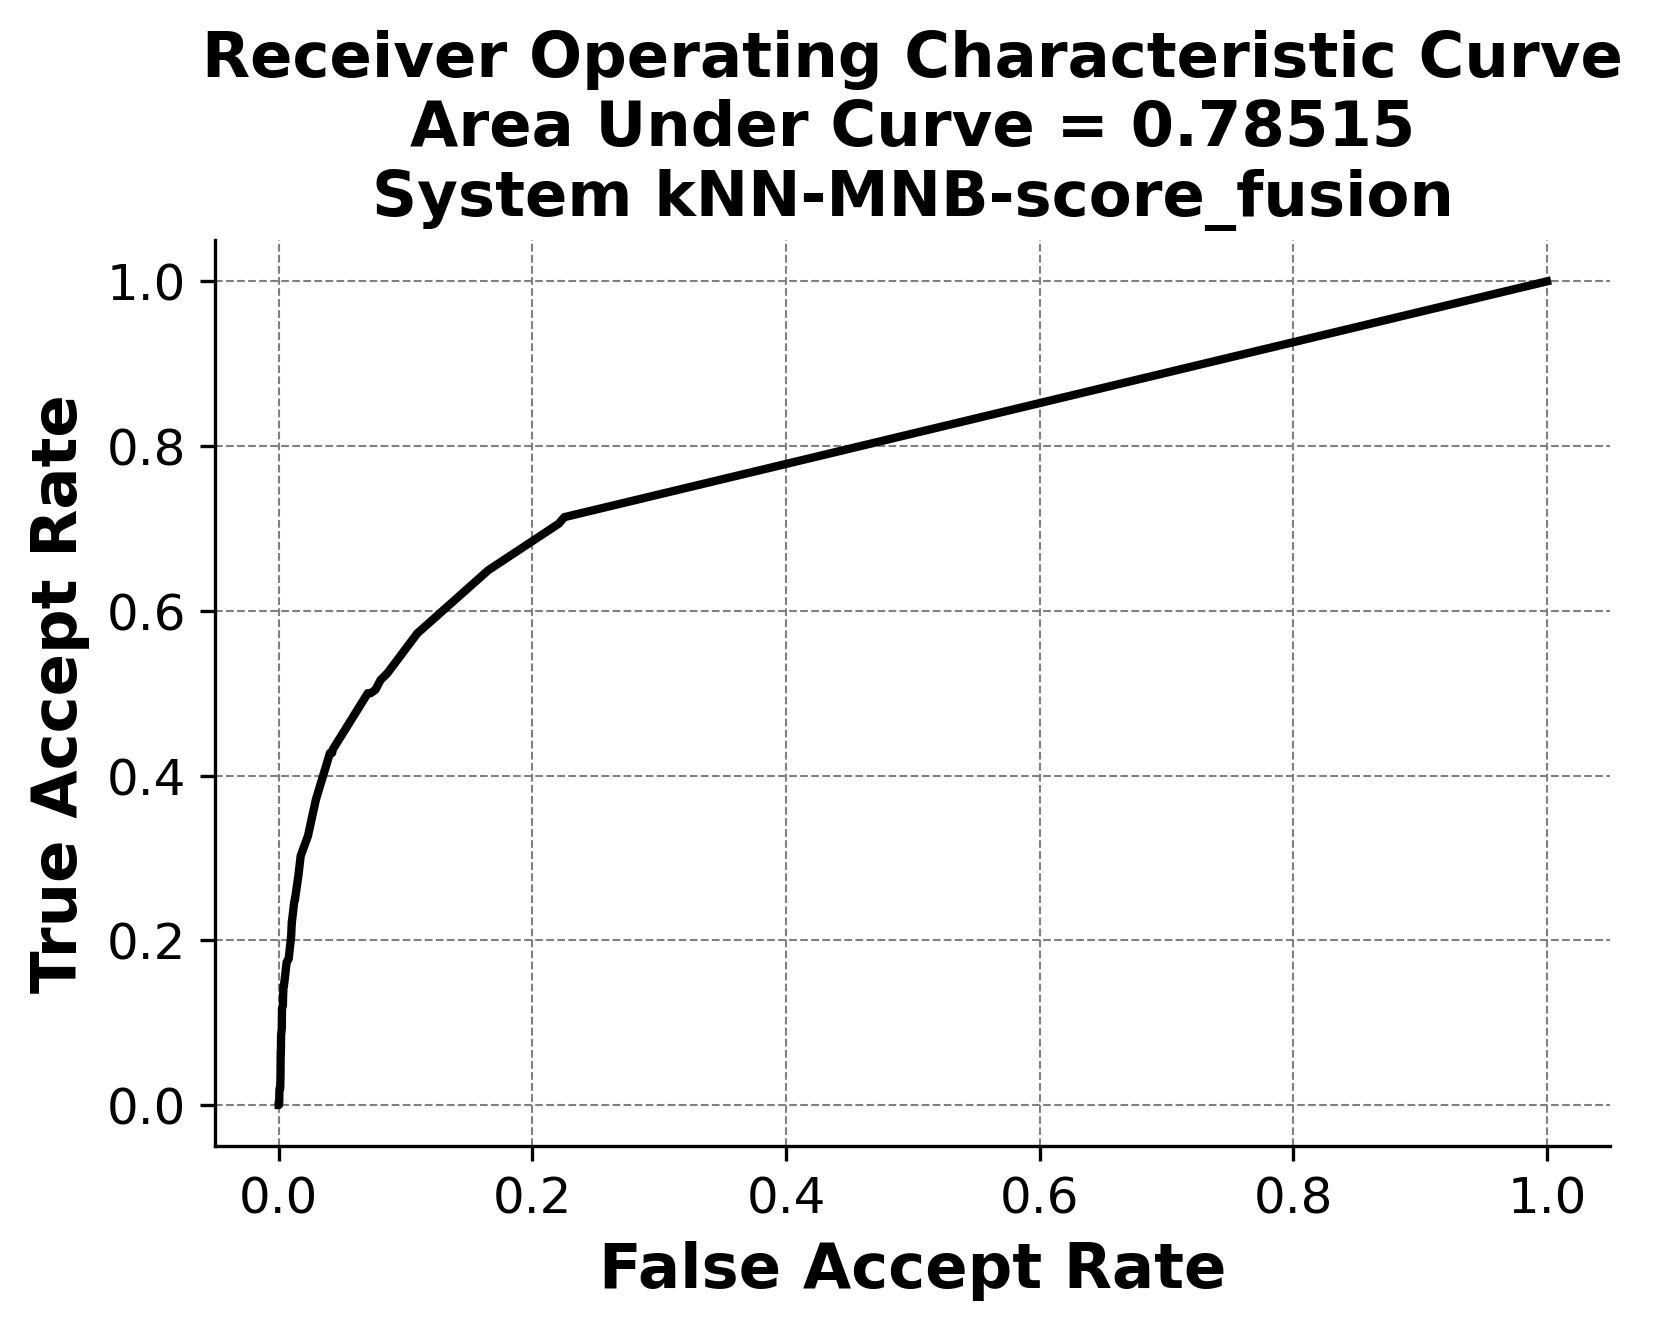 Receiver Operating Characteristic Curve
Area Under Curve = 0.78515
System kNN-MNB-score_fusion
True Accept Rate
1.0
0.8
0.6
0.4
0.2
0.0
0.0 0.2 0.4 0.6 0.8 1.0
False Accept Rate